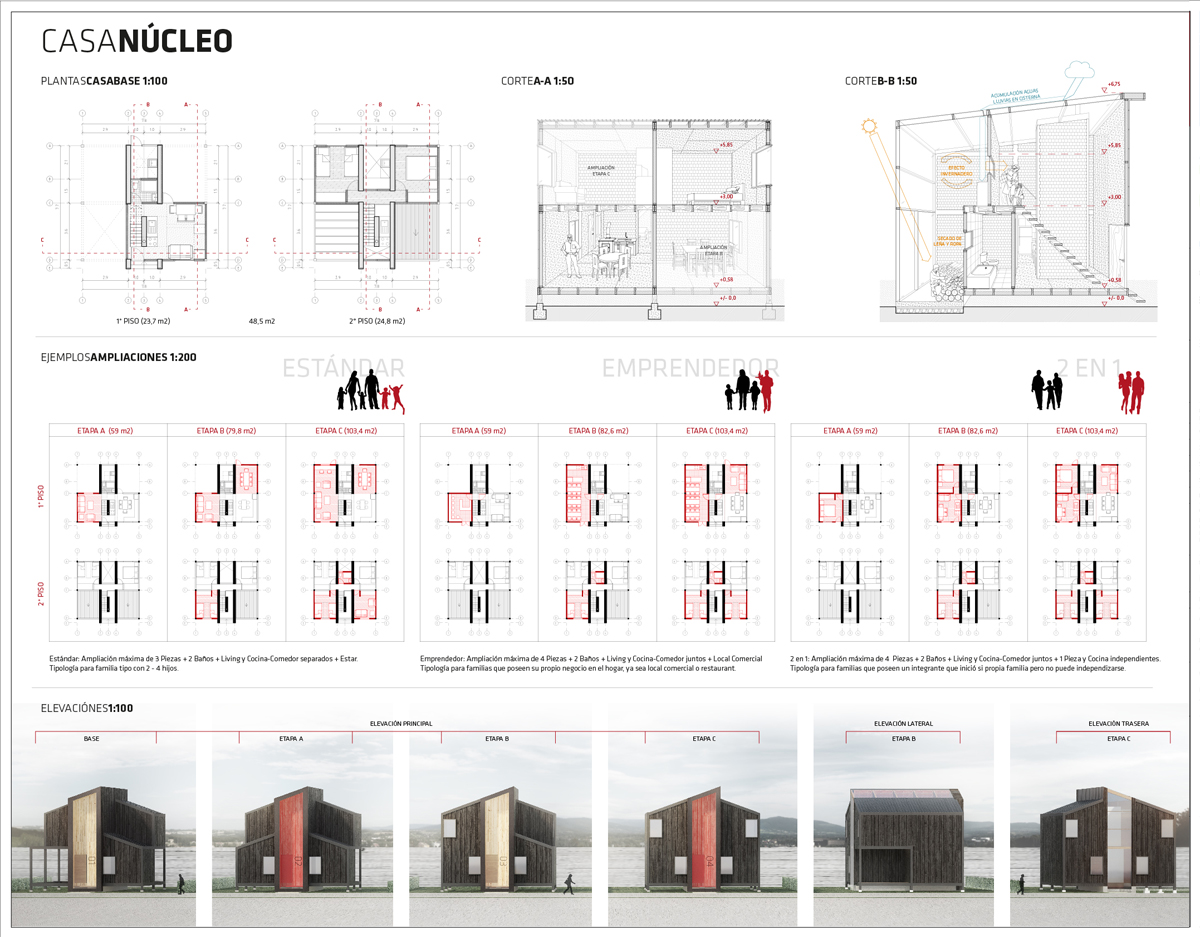 CASANÚCLEO
PLANTASCASABASE 1:100
CORTEA-A 1:50
CORTEB-B 1:50
B
A
B
A
C
C
C
C
B
A
B
A
1° PISO (23,7 m2)
48,5 m2
2° PISO (24,8 m2)
AMPLIACIÓN
ETAPA C
+5,85
+3,00
AMPLIACIÓN
ETAPA B
+0,58
+/- 0,0
ACUMULACIÓN AGUAS
LLUVIAS EN CISTERNA
+6,75
+5,85
EFECTO
INVERNADERO
+3,00
SECADO DE
LEÑA Y ROPA
+0,58
+/- 0,0
EJEMPLOSAMPLIACIONES 1:200
ESTÁNDAR
EMPRENDEDOR
2 EN 1
ETAPA A (59 m2)
ETAPA B (79,8 m2)
ETAPA C (103,4 m2)
ETAPA A (59 m2)
ETAPA B (82,6 m2)
ETAPA C (103,4 m2)
ETAPA A (59 m2)
ETAPA B (82,6 m2)
ETAPA C (103,4 m2)
1° PISO
2° PISO
Estándar: Ampliación máxima de 3 Piezas + 2 Baños + Living y Cocina-Comedor separados + Estar.
Tipología para familia tipo con 2 - 4 hijos.
Emprendedor: Ampliación máxima de 4 Piezas + 2 Baños + Living y Cocina-Comedor juntos + Local Comercial
Tipología para familias que poseen su propio negocio en el hogar, ya sea local comercial o restaurant.
2 en 1: Ampliación máxima de 4 Piezas + 2 Baños + Living y Cocina-Comedor juntos + 1 Pieza y Cocina independientes.
Tipología para familias que poseen un integrante que inició si propia familia pero no puede independizarse.
ELEVACIÓNES1:100
ELEVACIÓN PRINCIPAL
ELEVACIÓN LATERAL
ELEVACIÓN TRASERA
BASE
ETAPA A
ETAPA B
ETAPA C
ETAPA B
ETAPA C
01
02
03
04